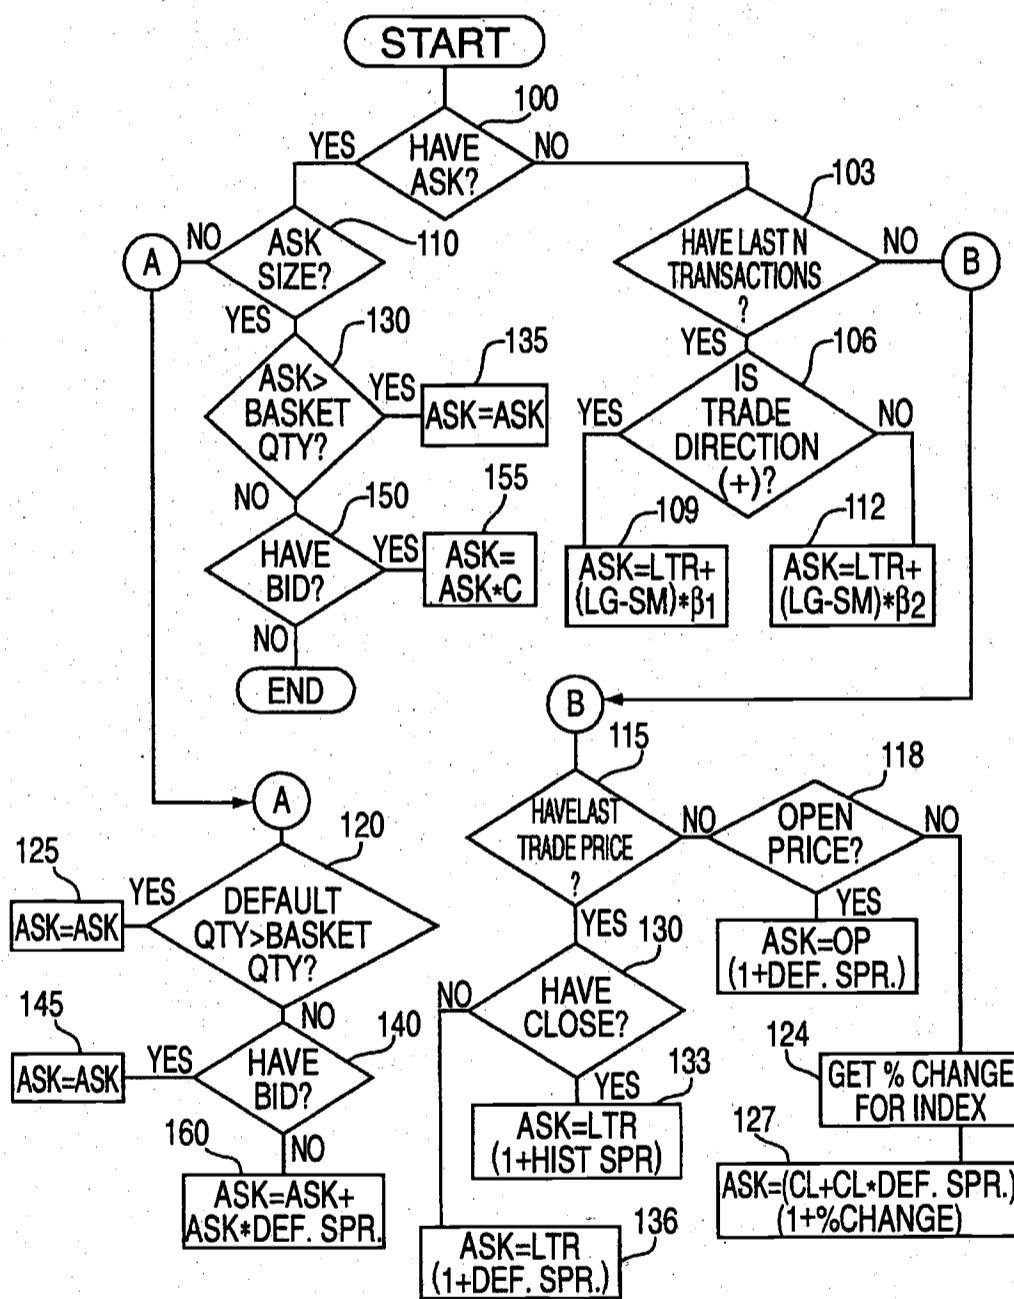 START
100
YES
HAVE
ASK?
NO
103
HAVE LAST N
TRANSACTIONS
?
NO
B
A
NO
ASK
SIZE?
110
YES
130
ASK>
BASKET
QTY?
YES
135
ASK=ASK
NO
150
HAVE
BID?
YES
155
ASK=
ASK*C
NO
END
YES
106
IS
TRADE
DIRECTION
(+)?
YES
NO
109
ASK=LTR+
(LG-SM)*β1
112
ASK=LTR+
(LG-SM)*β2
B
115
HAVELAST
TRADE PRICE
?
NO
118
OPEN
PRICE?
NO
YES
ASK=OP
(1+DEF. SPR.)
YES
130
HAVE
CLOSE?
NO
YES
133
ASK=LTR
(1+HIST SPR)
124
GET % CHANGE
FOR INDEX
127
ASK=(CL+CL*DEF. SPR.)
(1+%CHANGE)
136
ASK=LTR
(1+DEF. SPR.)
A
120
DEFAULT
QTY>BASKET
QTY?
125
YES
ASK=ASK
NO
140
HAVE
BID?
145
YES
ASK=ASK
NO
160
ASK=ASK+
ASK*DEF. SPR.